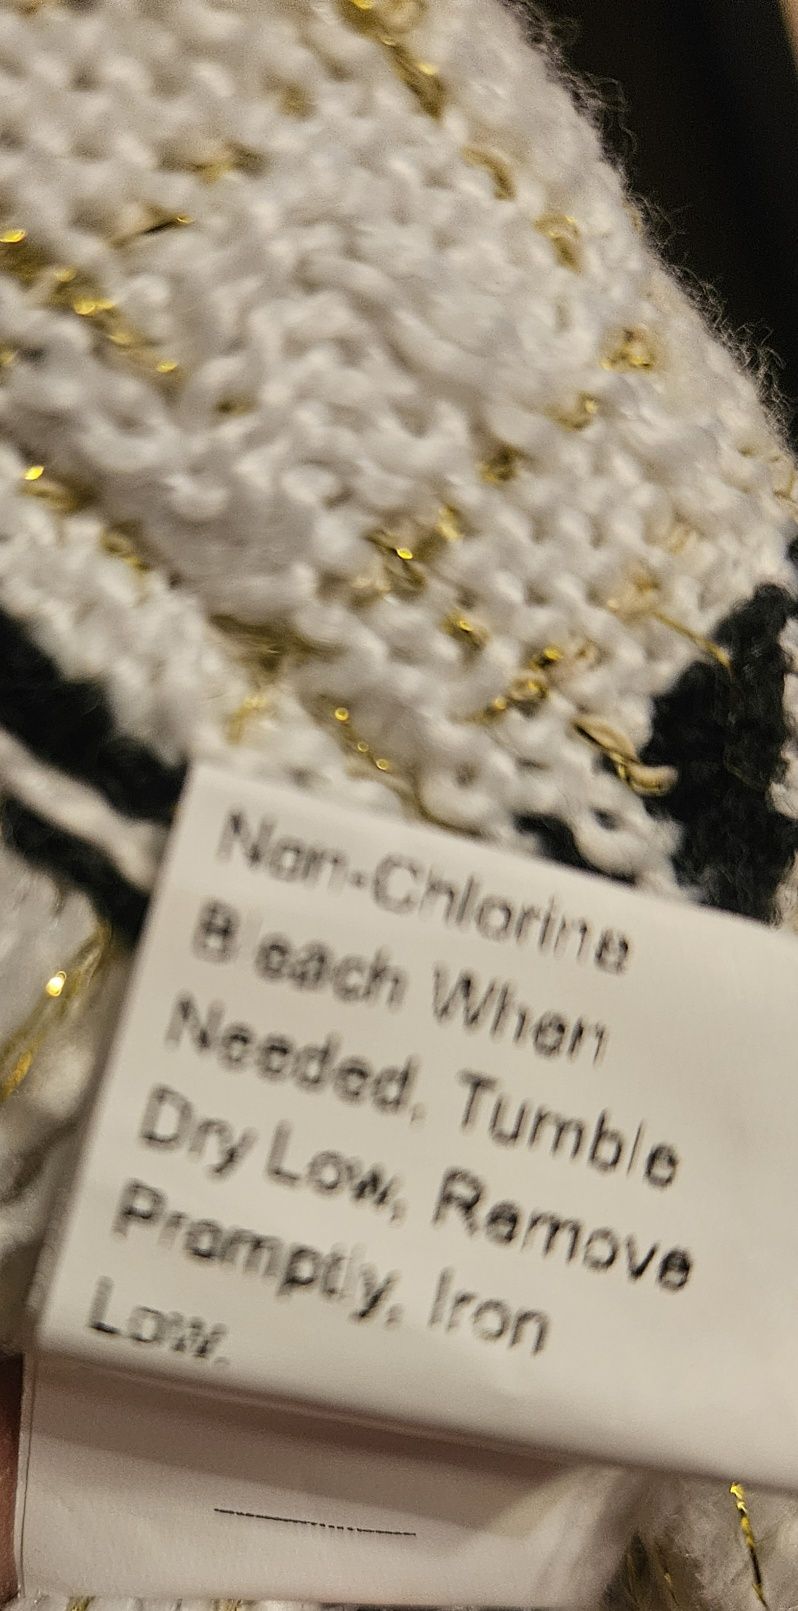 Non-Chlorine
Bleach When
Needed, Tumble
Dry Low, Remove
Promptly, Iron
Low.